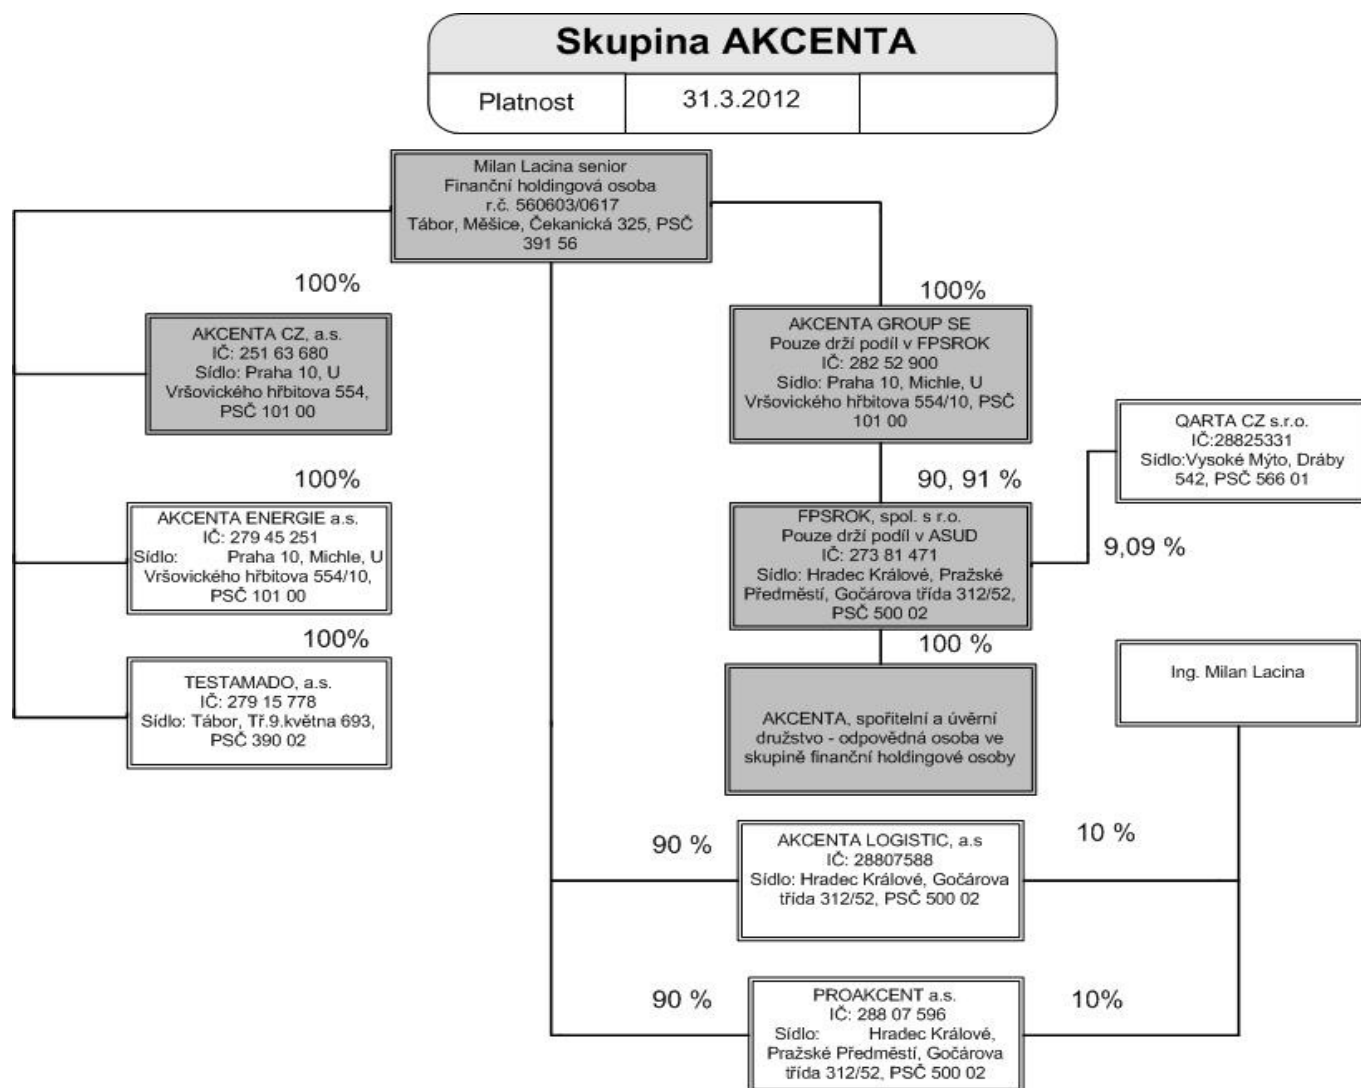 Skupina AKCENTA
Platnost 31.3.2012
Milan Lacina senior
Finanční holdingová osoba
r.č. 560603/0617
Tábor, Měšice, Čekanická 325, PSČ
391 56
100%
AKCENTA CZ, a.s.
IČ: 251 63 680
Sídlo: Praha 10, U
Vršovického hřbitova 554,
PSČ 101 00
100%
AKCENTA ENERGIE a.s.
IČ: 279 45 251
Sídlo: Praha 10, Michle, U
Vršovického hřbitova 554/10,
PSČ 101 00
100%
TESTAMADO, a.s.
IČ: 279 15 778
Sídlo: Tábor, Tř.9.května 693,
PSČ 390 02
100%
AKCENTA GROUP SE
Pouze drží podíl v FPSROK
IČ: 282 52 900
Sídlo: Praha 10, Michle, U
Vršovického hřbitova 554/10, PSČ
101 00
90, 91 %
FPSROK, spol. s r.o.
Pouze drží podíl v ASUD
IČ: 273 81 471
Sídlo: Hradec Králové, Pražské
Předměstí, Gočárova třída 312/52,
PSČ 500 02
100 %
AKCENTA, spořitelní a úvěrní
družstvo - odpovědná osoba ve
skupině finanční holdingové osoby
QARTA CZ s.r.o.
IČ:28825331
Sídlo:Vysoké Mýto, Dráby
542, PSČ 566 01
9,09 %
Ing. Milan Lacina
90 %
AKCENTA LOGISTIC, a.s
IČ: 28807588
Sídlo: Hradec Králové, Gočárova
třída 312/52, PSČ 500 02
10 %
90 %
PROAKCENT a.s.
IČ: 288 07 596
Sídlo: Hradec Králové,
Pražské Předměstí, Gočárova
třída 312/52, PSČ 500 02
10%